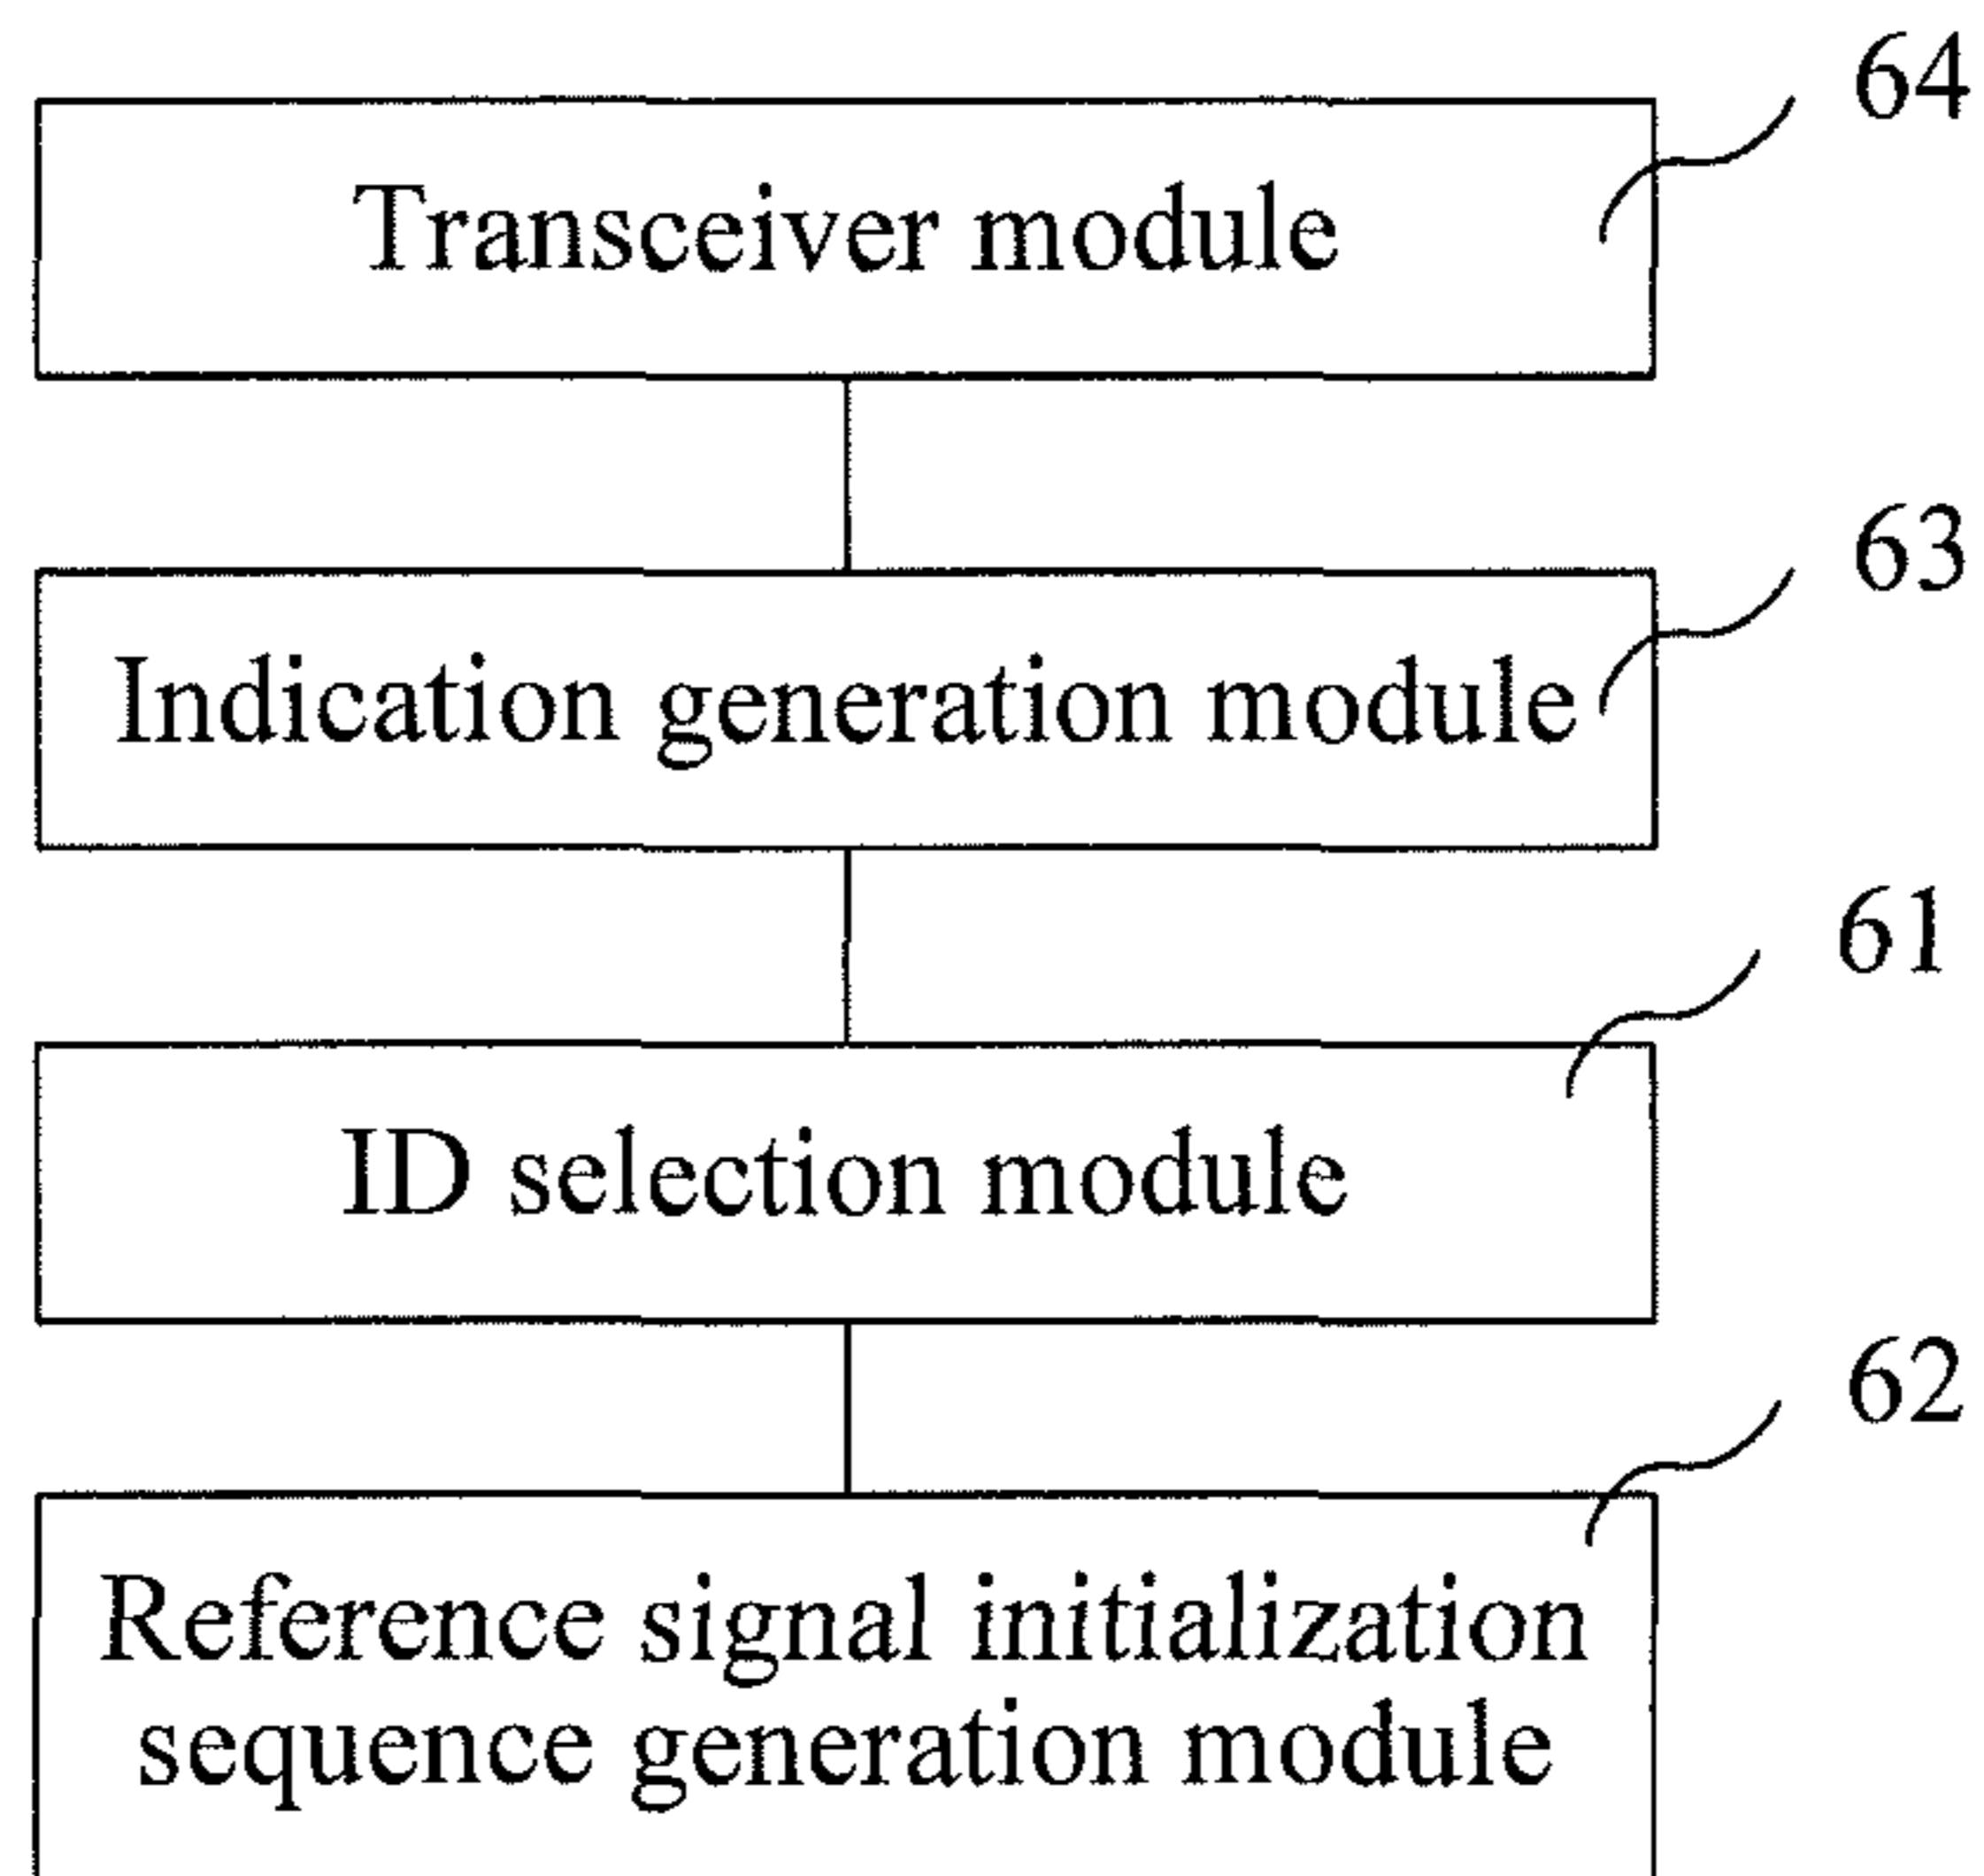 64
Transceiver module
63
Indication generation module
61
ID selection module
62
Reference signal initialization
sequence generation module